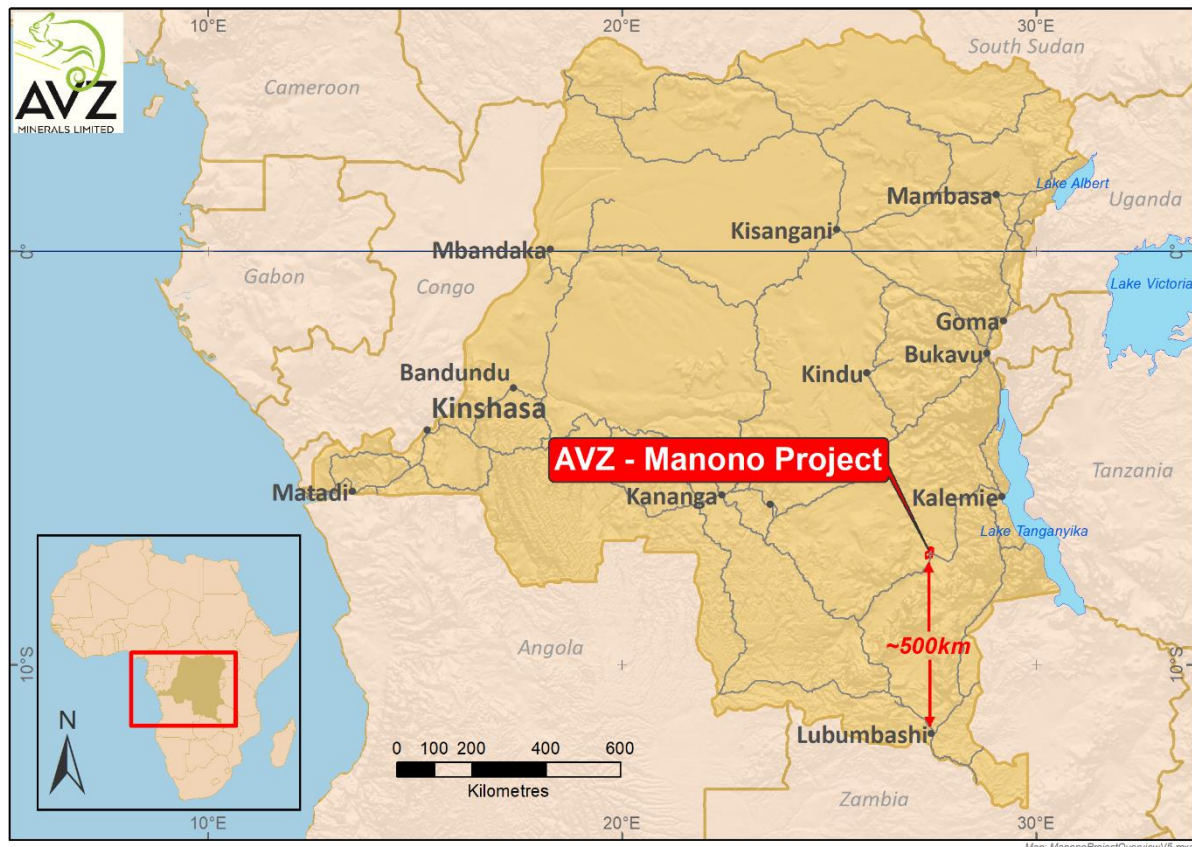 10°E
20°E
30°E
AVZ
MINERALS LIMITED
South Sudan
Cameroon
Lake Albert
Mambasa
Uganda
Kisangani
0°
Mbandaka
0°
Gabon
Congo
Lake Victoria
Goma
Bukavu
Bandundu
Kindu
Kinshasa
AVZ - Manono Project
Tanzania
Matadi
Kananga
Kalemie
Lake Tanganyika
Angola
~500km
10°S
10°S
N
Lubumbashi
0 100 200 400 600
Kilometres
Zambia
10°E
20°E
30°E